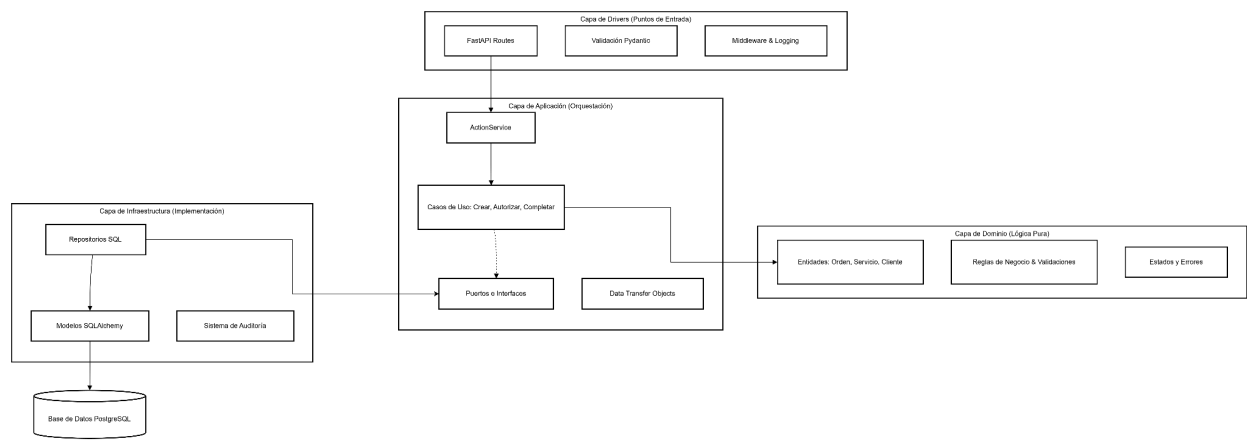 Capa de Drivers (Puntos de Entrada)
FastAPI Routes
Validación Pydantic
Middleware & Logging
Capa de Aplicación (Orquestación)
ActionService
Casos de Uso: Crear, Autorizar, Completar
Puertos e Interfaces
Data Transfer Objects
Capa de Infraestructura (Implementación)
Repositorios SQL
Modelos SQLAlchemy
Sistema de Auditoría
Base de Datos PostgreSQL
Capa de Dominio (Lógica Pura)
Entidades: Orden, Servicio, Cliente
Reglas de Negocio & Validaciones
Estados y Errores